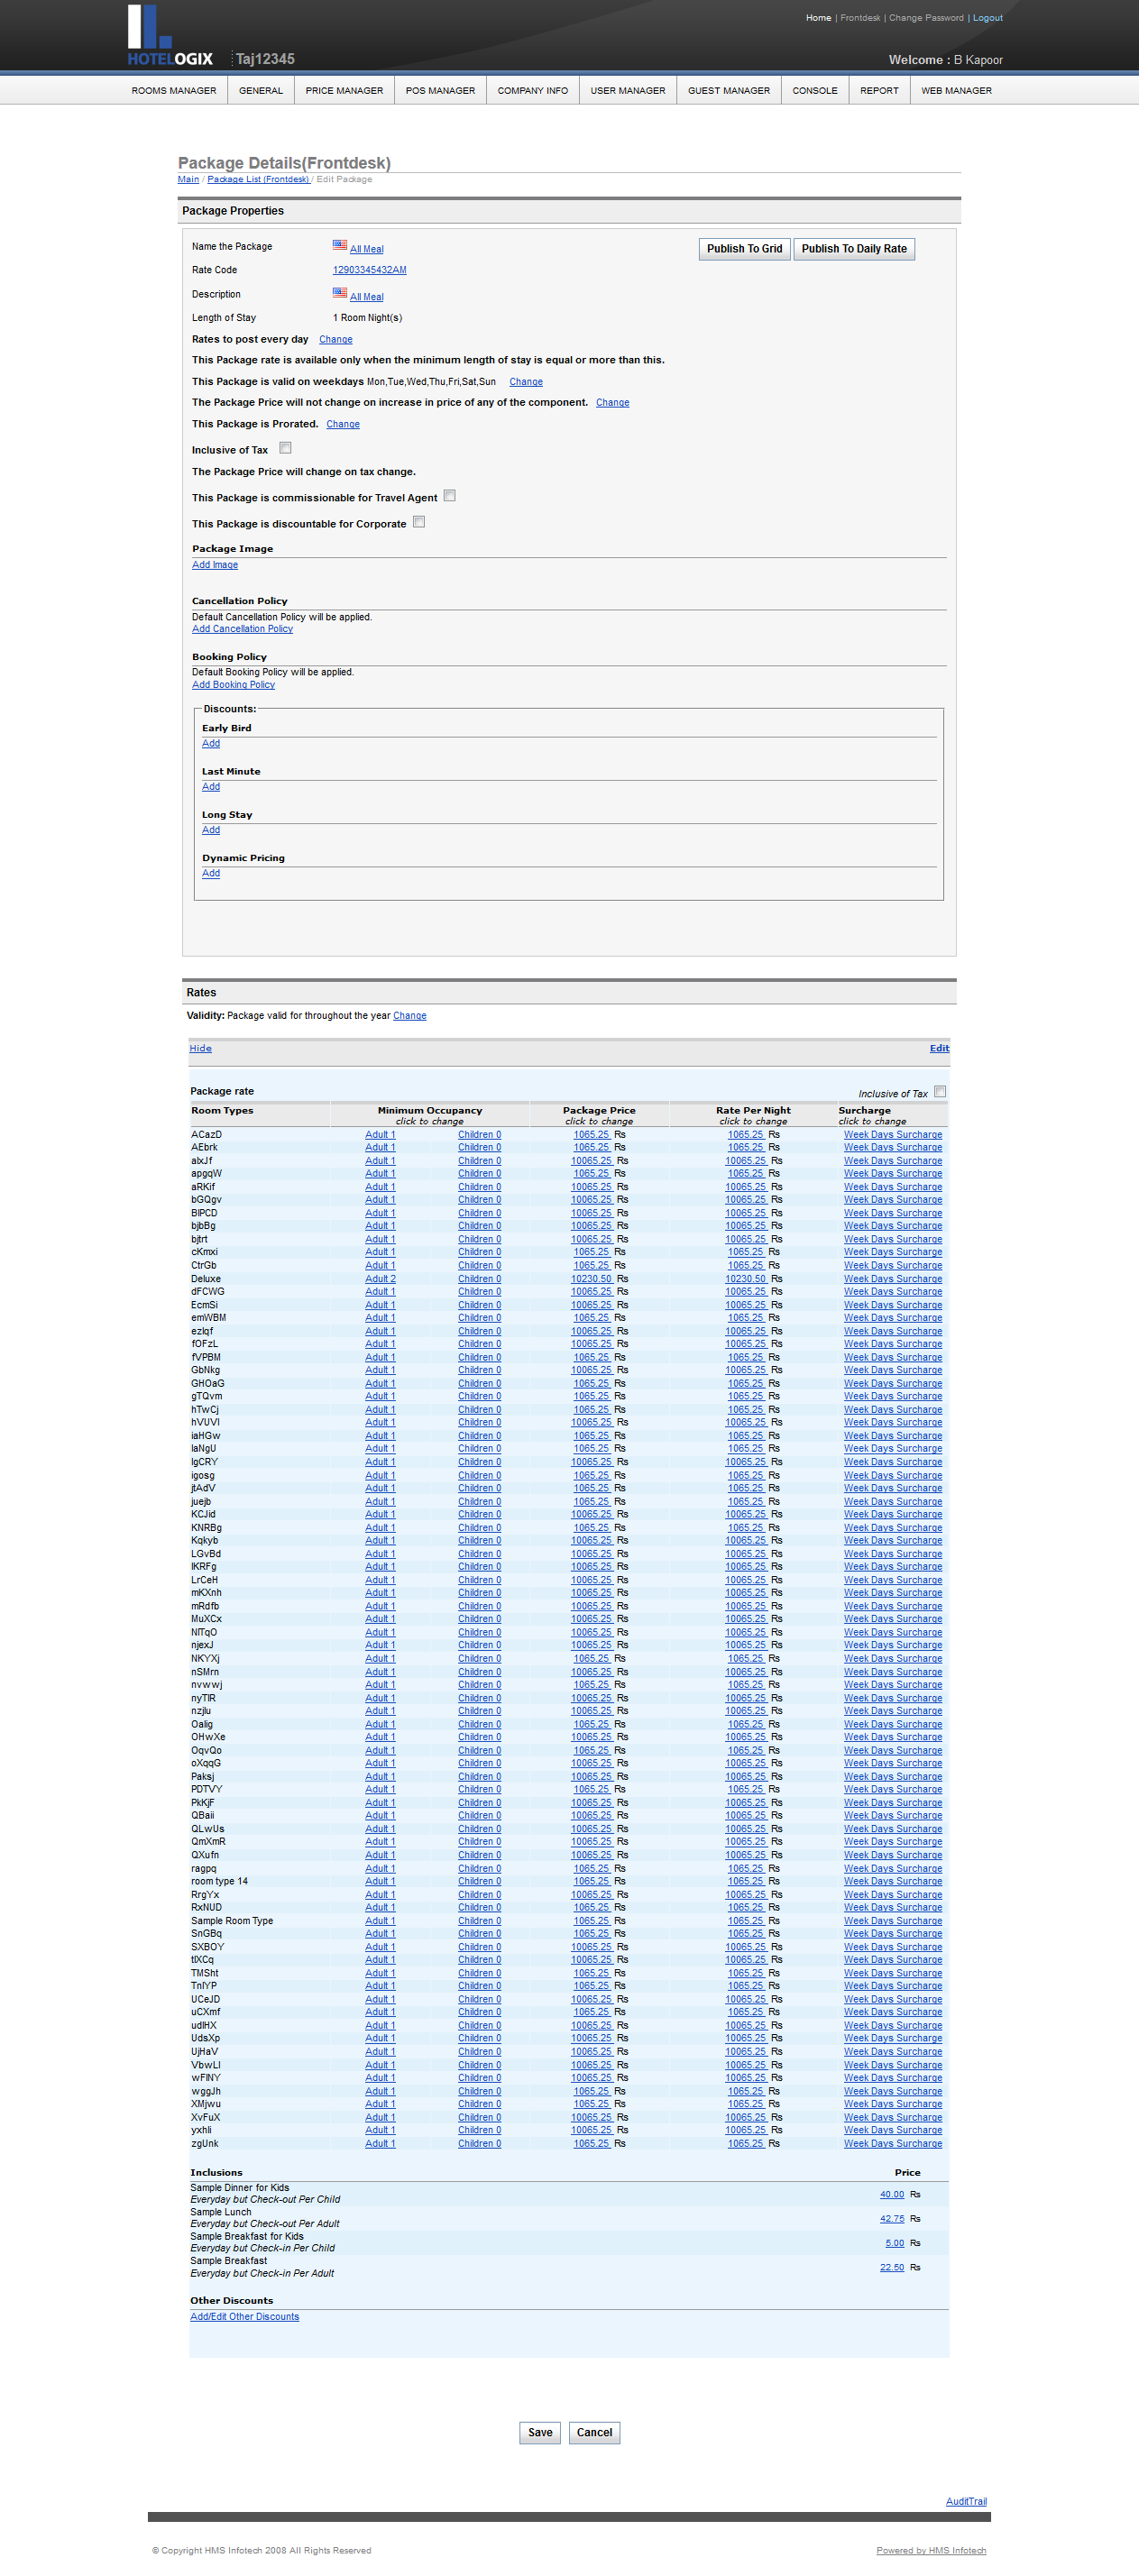 Home | Frontdesk | Change Password | Logout
HOTELOGIX Taj12345
Welcome : B Kapoor
ROOMS MANAGER GENERAL PRICE MANAGER POS MANAGER COMPANY INFO USER MANAGER GUEST MANAGER CONSOLE REPORT WEB MANAGER
Package Details(Frontdesk)
Main / Package List (Frontdesk) / Edit Package
Package Properties
Name the Package All Meal Publish To Grid Publish To Daily Rate
Rate Code 12903345432AM
Description All Meal
Length of Stay 1 Room Night(s)
Rates to post every day Change
This Package rate is available only when the minimum length of stay is equal or more than this.
This Package is valid on weekdays Mon,Tue,Wed,Thu,Fri,Sat,Sun Change
The Package Price will not change on increase in price of any of the component. Change
This Package is Prorated. Change
Inclusive of Tax
The Package Price will change on tax change.
This Package is commissionable for Travel Agent
This Package is discountable for Corporate
Package Image
Add Image
Cancellation Policy
Default Cancellation Policy will be applied.
Add Cancellation Policy
Booking Policy
Default Booking Policy will be applied.
Add Booking Policy
Discounts:
Early Bird
Add
Last Minute
Add
Long Stay
Add
Dynamic Pricing
Add
Rates
Validity: Package valid for throughout the year Change
Hide Edit
Package rate Inclusive of Tax
Room Types Minimum Occupancy Package Price Rate Per Night Surcharge
click to change click to change click to change click to change
ACazD Adult 1 Children 0 1065.25 Rs 1065.25 Rs Week Days Surcharge
AEbrk Adult 1 Children 0 1065.25 Rs 1065.25 Rs Week Days Surcharge
alxJf Adult 1 Children 0 10065.25 Rs 10065.25 Rs Week Days Surcharge
apgqW Adult 1 Children 0 1065.25 Rs 1065.25 Rs Week Days Surcharge
aRKif Adult 1 Children 0 10065.25 Rs 10065.25 Rs Week Days Surcharge
bGQgv Adult 1 Children 0 10065.25 Rs 10065.25 Rs Week Days Surcharge
BIPCD Adult 1 Children 0 10065.25 Rs 10065.25 Rs Week Days Surcharge
bjbBg Adult 1 Children 0 10065.25 Rs 10065.25 Rs Week Days Surcharge
bjtrt Adult 1 Children 0 10065.25 Rs 10065.25 Rs Week Days Surcharge
cKmxi Adult 1 Children 0 1065.25 Rs 1065.25 Rs Week Days Surcharge
CtrGb Adult 1 Children 0 1065.25 Rs 1065.25 Rs Week Days Surcharge
Deluxe Adult 2 Children 0 10230.50 Rs 10230.50 Rs Week Days Surcharge
dFCWG Adult 1 Children 0 10065.25 Rs 10065.25 Rs Week Days Surcharge
EcmSi Adult 1 Children 0 10065.25 Rs 10065.25 Rs Week Days Surcharge
emWBM Adult 1 Children 0 1065.25 Rs 1065.25 Rs Week Days Surcharge
ezIqf Adult 1 Children 0 10065.25 Rs 10065.25 Rs Week Days Surcharge
fOFzL Adult 1 Children 0 10065.25 Rs 10065.25 Rs Week Days Surcharge
fVPBM Adult 1 Children 0 1065.25 Rs 1065.25 Rs Week Days Surcharge
GbNkg Adult 1 Children 0 10065.25 Rs 10065.25 Rs Week Days Surcharge
GHOaG Adult 1 Children 0 1065.25 Rs 1065.25 Rs Week Days Surcharge
gTQvm Adult 1 Children 0 1065.25 Rs 1065.25 Rs Week Days Surcharge
hTwCj Adult 1 Children 0 1065.25 Rs 1065.25 Rs Week Days Surcharge
hVUVI Adult 1 Children 0 10065.25 Rs 10065.25 Rs Week Days Surcharge
iaHGw Adult 1 Children 0 1065.25 Rs 1065.25 Rs Week Days Surcharge
IaNgU Adult 1 Children 0 1065.25 Rs 1065.25 Rs Week Days Surcharge
IgCRY Adult 1 Children 0 10065.25 Rs 10065.25 Rs Week Days Surcharge
igosg Adult 1 Children 0 1065.25 Rs 1065.25 Rs Week Days Surcharge
jtAdV Adult 1 Children 0 1065.25 Rs 1065.25 Rs Week Days Surcharge
juejb Adult 1 Children 0 1065.25 Rs 1065.25 Rs Week Days Surcharge
KCJid Adult 1 Children 0 10065.25 Rs 10065.25 Rs Week Days Surcharge
KNRBg Adult 1 Children 0 1065.25 Rs 1065.25 Rs Week Days Surcharge
Kqkyb Adult 1 Children 0 10065.25 Rs 10065.25 Rs Week Days Surcharge
LGvBd Adult 1 Children 0 10065.25 Rs 10065.25 Rs Week Days Surcharge
lKRFg Adult 1 Children 0 10065.25 Rs 10065.25 Rs Week Days Surcharge
LrCeH Adult 1 Children 0 10065.25 Rs 10065.25 Rs Week Days Surcharge
mKXnh Adult 1 Children 0 10065.25 Rs 10065.25 Rs Week Days Surcharge
mRdfb Adult 1 Children 0 10065.25 Rs 10065.25 Rs Week Days Surcharge
MuXCx Adult 1 Children 0 10065.25 Rs 10065.25 Rs Week Days Surcharge
NITqO Adult 1 Children 0 10065.25 Rs 10065.25 Rs Week Days Surcharge
njexJ Adult 1 Children 0 10065.25 Rs 10065.25 Rs Week Days Surcharge
NKYXj Adult 1 Children 0 1065.25 Rs 1065.25 Rs Week Days Surcharge
nSMrn Adult 1 Children 0 10065.25 Rs 10065.25 Rs Week Days Surcharge
nvwwj Adult 1 Children 0 1065.25 Rs 1065.25 Rs Week Days Surcharge
nyTIR Adult 1 Children 0 10065.25 Rs 10065.25 Rs Week Days Surcharge
nzjlu Adult 1 Children 0 10065.25 Rs 10065.25 Rs Week Days Surcharge
Oalig Adult 1 Children 0 1065.25 Rs 1065.25 Rs Week Days Surcharge
OHwXe Adult 1 Children 0 10065.25 Rs 10065.25 Rs Week Days Surcharge
OqvQo Adult 1 Children 0 1065.25 Rs 1065.25 Rs Week Days Surcharge
oXqqG Adult 1 Children 0 10065.25 Rs 10065.25 Rs Week Days Surcharge
Paksj Adult 1 Children 0 10065.25 Rs 10065.25 Rs Week Days Surcharge
PDTVY Adult 1 Children 0 1065.25 Rs 1065.25 Rs Week Days Surcharge
PkKjF Adult 1 Children 0 10065.25 Rs 10065.25 Rs Week Days Surcharge
QBaii Adult 1 Children 0 10065.25 Rs 10065.25 Rs Week Days Surcharge
QLwUs Adult 1 Children 0 10065.25 Rs 10065.25 Rs Week Days Surcharge
QmXmR Adult 1 Children 0 10065.25 Rs 10065.25 Rs Week Days Surcharge
QXufn Adult 1 Children 0 10065.25 Rs 10065.25 Rs Week Days Surcharge
ragpq Adult 1 Children 0 1065.25 Rs 1065.25 Rs Week Days Surcharge
room type 14 Adult 1 Children 0 1065.25 Rs 1065.25 Rs Week Days Surcharge
RrgYx Adult 1 Children 0 10065.25 Rs 10065.25 Rs Week Days Surcharge
RxNUD Adult 1 Children 0 1065.25 Rs 1065.25 Rs Week Days Surcharge
Sample Room Type Adult 1 Children 0 1065.25 Rs 1065.25 Rs Week Days Surcharge
SnGBq Adult 1 Children 0 1065.25 Rs 1065.25 Rs Week Days Surcharge
SXBOY Adult 1 Children 0 10065.25 Rs 10065.25 Rs Week Days Surcharge
tIXCq Adult 1 Children 0 10065.25 Rs 10065.25 Rs Week Days Surcharge
TMSht Adult 1 Children 0 1065.25 Rs 1065.25 Rs Week Days Surcharge
TnIYP Adult 1 Children 0 1065.25 Rs 1065.25 Rs Week Days Surcharge
UCeJD Adult 1 Children 0 10065.25 Rs 10065.25 Rs Week Days Surcharge
uCXmf Adult 1 Children 0 1065.25 Rs 1065.25 Rs Week Days Surcharge
udIHX Adult 1 Children 0 10065.25 Rs 10065.25 Rs Week Days Surcharge
UdsXp Adult 1 Children 0 10065.25 Rs 10065.25 Rs Week Days Surcharge
UjHaV Adult 1 Children 0 10065.25 Rs 10065.25 Rs Week Days Surcharge
VbwLI Adult 1 Children 0 10065.25 Rs 10065.25 Rs Week Days Surcharge
wFINY Adult 1 Children 0 10065.25 Rs 10065.25 Rs Week Days Surcharge
wggJh Adult 1 Children 0 1065.25 Rs 1065.25 Rs Week Days Surcharge
XMjwu Adult 1 Children 0 1065.25 Rs 1065.25 Rs Week Days Surcharge
XvFuX Adult 1 Children 0 10065.25 Rs 10065.25 Rs Week Days Surcharge
yxhli Adult 1 Children 0 10065.25 Rs 10065.25 Rs Week Days Surcharge
zgUnk Adult 1 Children 0 1065.25 Rs 1065.25 Rs Week Days Surcharge
Inclusions Price
Sample Dinner for Kids
Everyday but Check-out Per Child 40.00 Rs
Sample Lunch
Everyday but Check-out Per Adult 42.75 Rs
Sample Breakfast for Kids
Everyday but Check-in Per Child 5.00 Rs
Sample Breakfast
Everyday but Check-in Per Adult 22.50 Rs
Other Discounts
Add/Edit Other Discounts
Save Cancel
AuditTrail
© Copyright HMS Infotech 2008 All Rights Reserved Powered by HMS Infotech